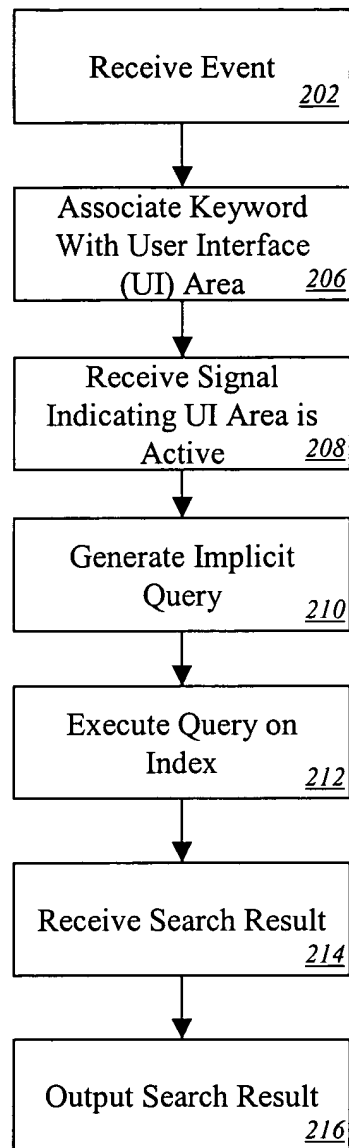 Receive Event
202
Associate Keyword
With User Interface
(UI) Area
206
Receive Signal
Indicating UI Area is
Active
208
Generate Implicit
Query
210
Execute Query on
Index
212
Receive Search Result
214
Output Search Result
216